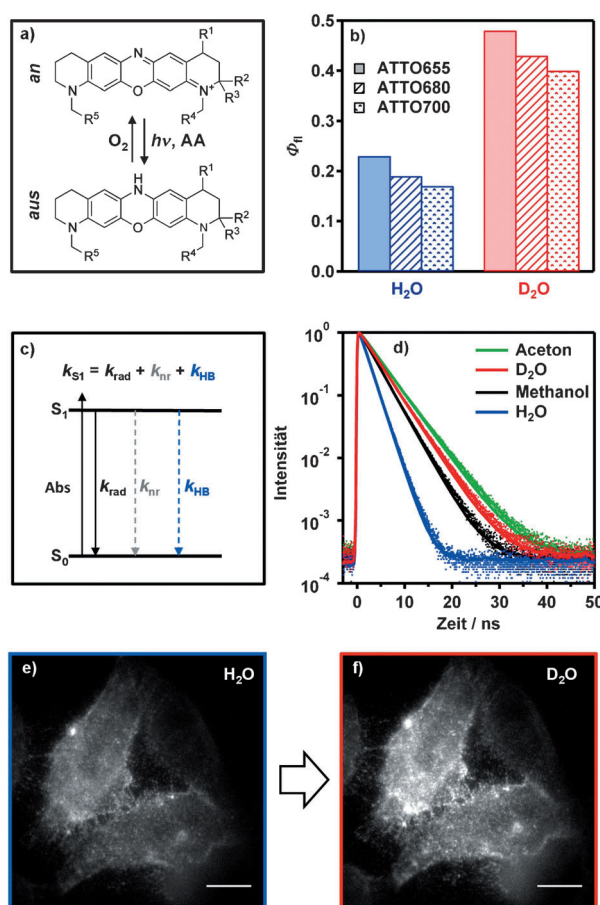 a)
an
R¹
N
R²
N
O
N⁺
R³
R⁵
R⁴
O₂
hν, AA
aus
H
N
R¹
R²
N
O
N
R³
R⁵
R⁴
b)
Φfl
0.5
0.4
0.3
0.2
0.1
0.0
ATTO655
ATTO680
ATTO700
H₂O
D₂O
c)
kS1 = krad + knr + kHB
S₁
Abs
krad
knr
kHB
S₀
d)
Intensität
10⁰
10⁻¹
10⁻²
10⁻³
10⁻⁴
Aceton
D₂O
Methanol
H₂O
0
10
20
30
40
50
Zeit / ns
e)
H₂O
f)
D₂O